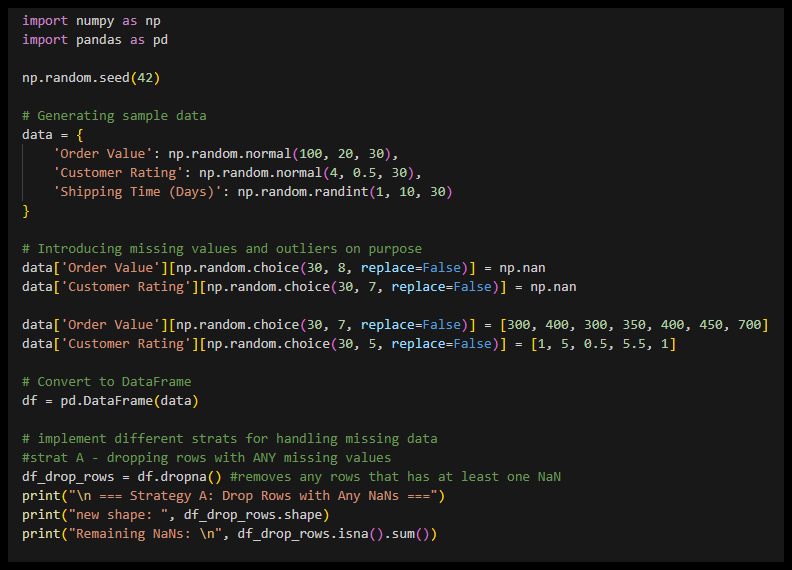 import numpy as np
import pandas as pd

np.random.seed(42)

# Generating sample data
data = {
    'Order Value': np.random.normal(100, 20, 30),
    'Customer Rating': np.random.normal(4, 0.5, 30),
    'Shipping Time (Days)': np.random.randint(1, 10, 30)
}

# Introducing missing values and outliers on purpose
data['Order Value'][np.random.choice(30, 8, replace=False)] = np.nan
data['Customer Rating'][np.random.choice(30, 7, replace=False)] = np.nan

data['Order Value'][np.random.choice(30, 7, replace=False)] = [300, 400, 300, 350, 400, 450, 700]
data['Customer Rating'][np.random.choice(30, 5, replace=False)] = [1, 5, 0.5, 5.5, 1]

# Convert to DataFrame
df = pd.DataFrame(data)

# implement different strats for handling missing data
#strat A - dropping rows with ANY missing values
df_drop_rows = df.dropna() #removes any rows that has at least one NaN
print("\n === Strategy A: Drop Rows with Any NaNs ===")
print("new shape: ", df_drop_rows.shape)
print("Remaining NaNs: \n", df_drop_rows.isna().sum())